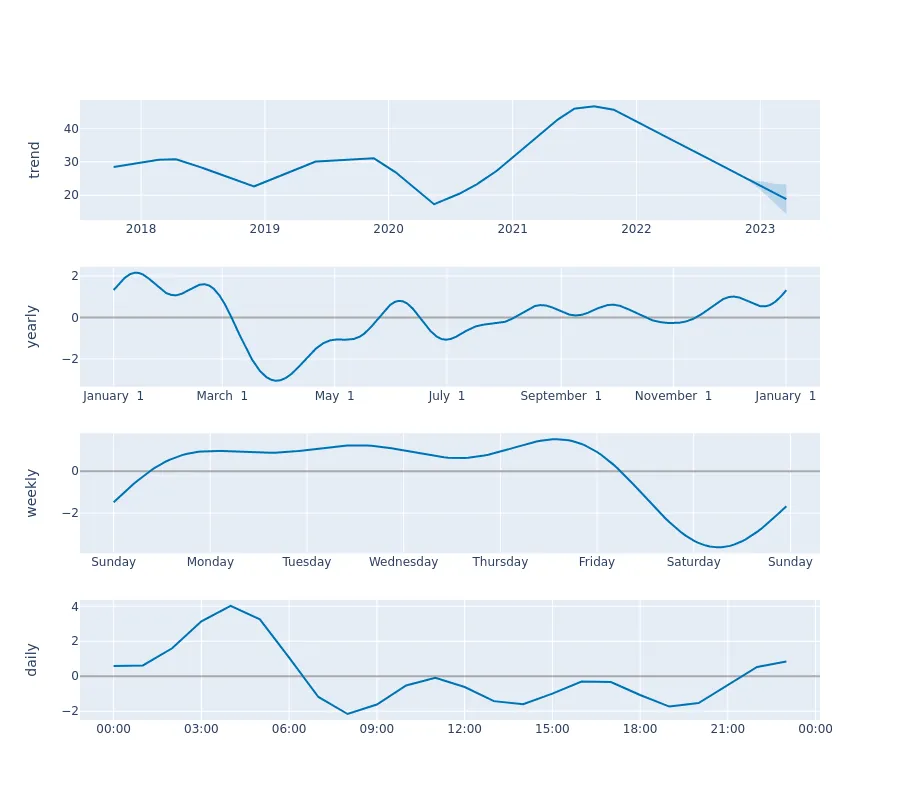 trend
40
30
20
2018 2019 2020 2021 2022 2023
yearly
2
0
−2
January 1 March 1 May 1 July 1 September 1 November 1 January 1
weekly
0
−2
Sunday Monday Tuesday Wednesday Thursday Friday Saturday Sunday
daily
4
2
0
−2
00:00 03:00 06:00 09:00 12:00 15:00 18:00 21:00 00:00